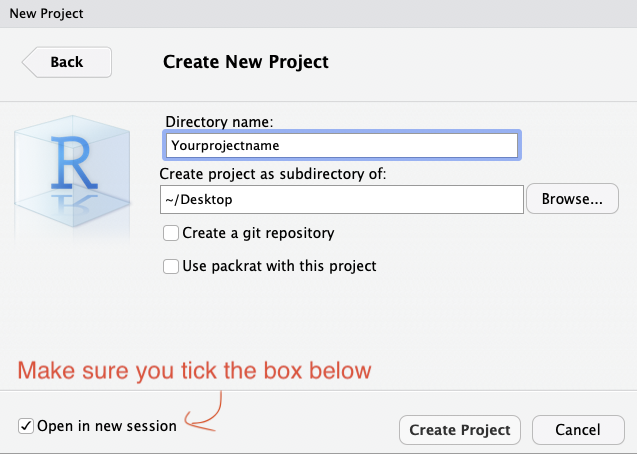 New Project
Back
Create New Project
R
Directory name:
Yourprojectname
Create project as subdirectory of:
~/Desktop
Browse...
Create a git repository
Use packrat with this project
Make sure you tick the box below
Open in new session
Create Project
Cancel